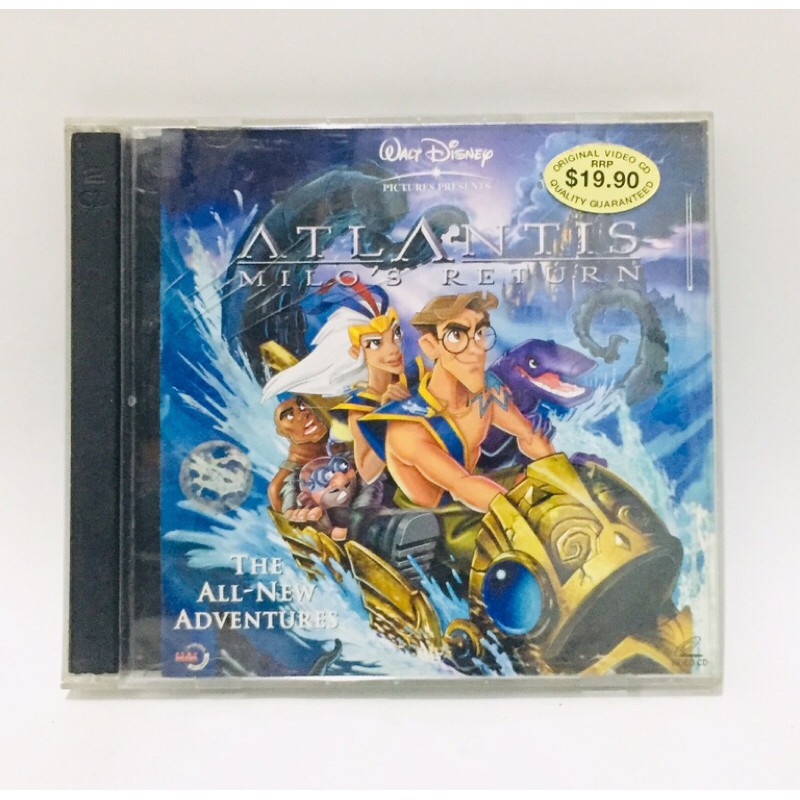 WALT DISNEY
PICTURES PRESENTS
ORIGINAL VIDEO CD
RRP
$19.90
QUALITY GUARANTEED
ATLANTIS
MILO'S RETURN
THE
ALL-NEW
ADVENTURES